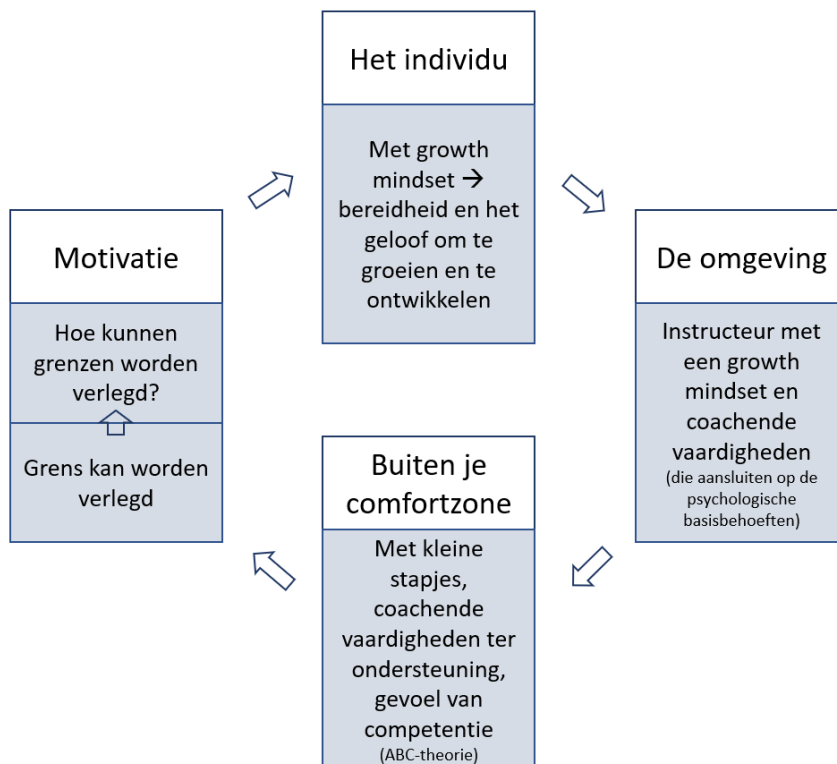 Het individu
Met growth
mindset →
bereidheid en het
geloof om te
groeien en te
ontwikkelen
De omgeving
Instructeur met
een growth
mindset en
coachende
vaardigheden
(die aansluiten op de
psychologische
basisbehoeften)
Buiten je
comfortzone
Met kleine
stapjes,
coachende
vaardigheden ter
ondersteuning,
gevoel van
competentie
(ABC-theorie)
Motivatie
Hoe kunnen
grenzen worden
verlegd?
Grens kan worden
verlegd